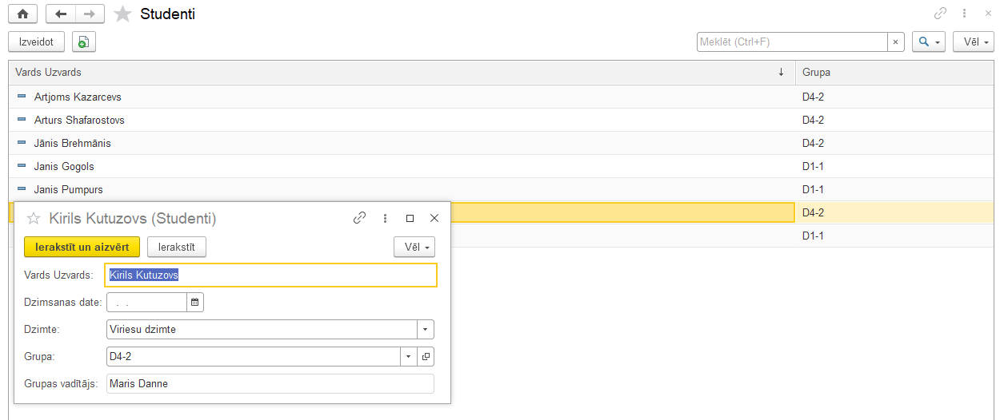 Studenti
Izveidot
Meklēt (Ctrl+F)
×
Vēl
Vards Uzvards ↓ Grupa
Artjoms Kazarcevs D4-2
Arturs Shafarostovs D4-2
Jānis Brehmānis D4-2
Janis Gogols D1-1
Janis Pumpurs D1-1
D4-2
D1-1
Kirils Kutuzovs (Studenti)
Ierakstīt un aizvērt Ierakstīt Vēl
Vards Uzvards: Kirils Kutuzovs
Dzimsanas date: . .
Dzimte: Viriesu dzimte
Grupa: D4-2
Grupas vadītājs: Maris Danne